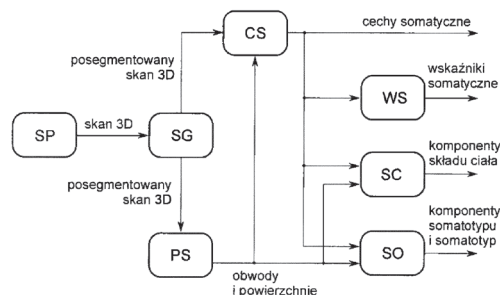 CS
cechy somatyczne
posegmentowany
skan 3D
wskaźniki
somatyczne
WS
SP
skan 3D
SG
komponenty
składu ciała
SC
posegmentowany
skan 3D
komponenty
somatotypu
i somatotyp
PS
SO
obwody
i powierzchnie